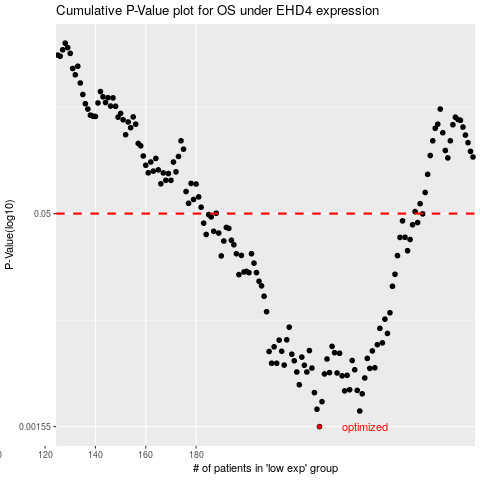 Cumulative P-Value plot for OS under EHD4 expression
P-Value(log10)
0.05
0.00155
optimized
0 120 140 160 180
# of patients in 'low exp' group